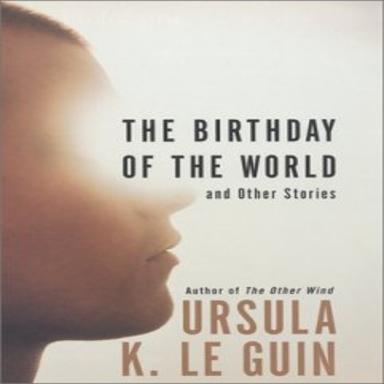 THE BIRTHDAY
OF THE WORLD
and Other Stories
Author of The Other Wind
URSULA
K. LE GUIN